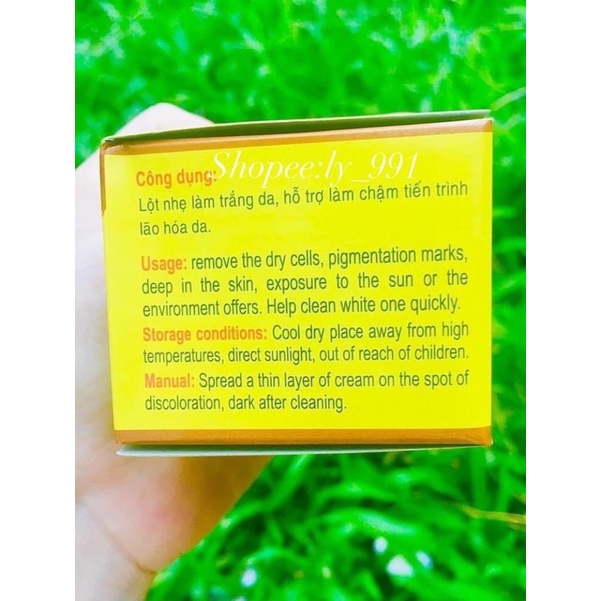 Shopee:ly_991
Công dụng:
Lột nhẹ làm trắng da, hỗ trợ làm chậm tiến trình
lão hóa da.
Usage: remove the dry cells, pigmentation marks,
deep in the skin, exposure to the sun or the
environment offers. Help clean white one quickly.
Storage conditions: Cool dry place away from high
temperatures, direct sunlight, out of reach of children.
Manual: Spread a thin layer of cream on the spot of
discoloration, dark after cleaning.